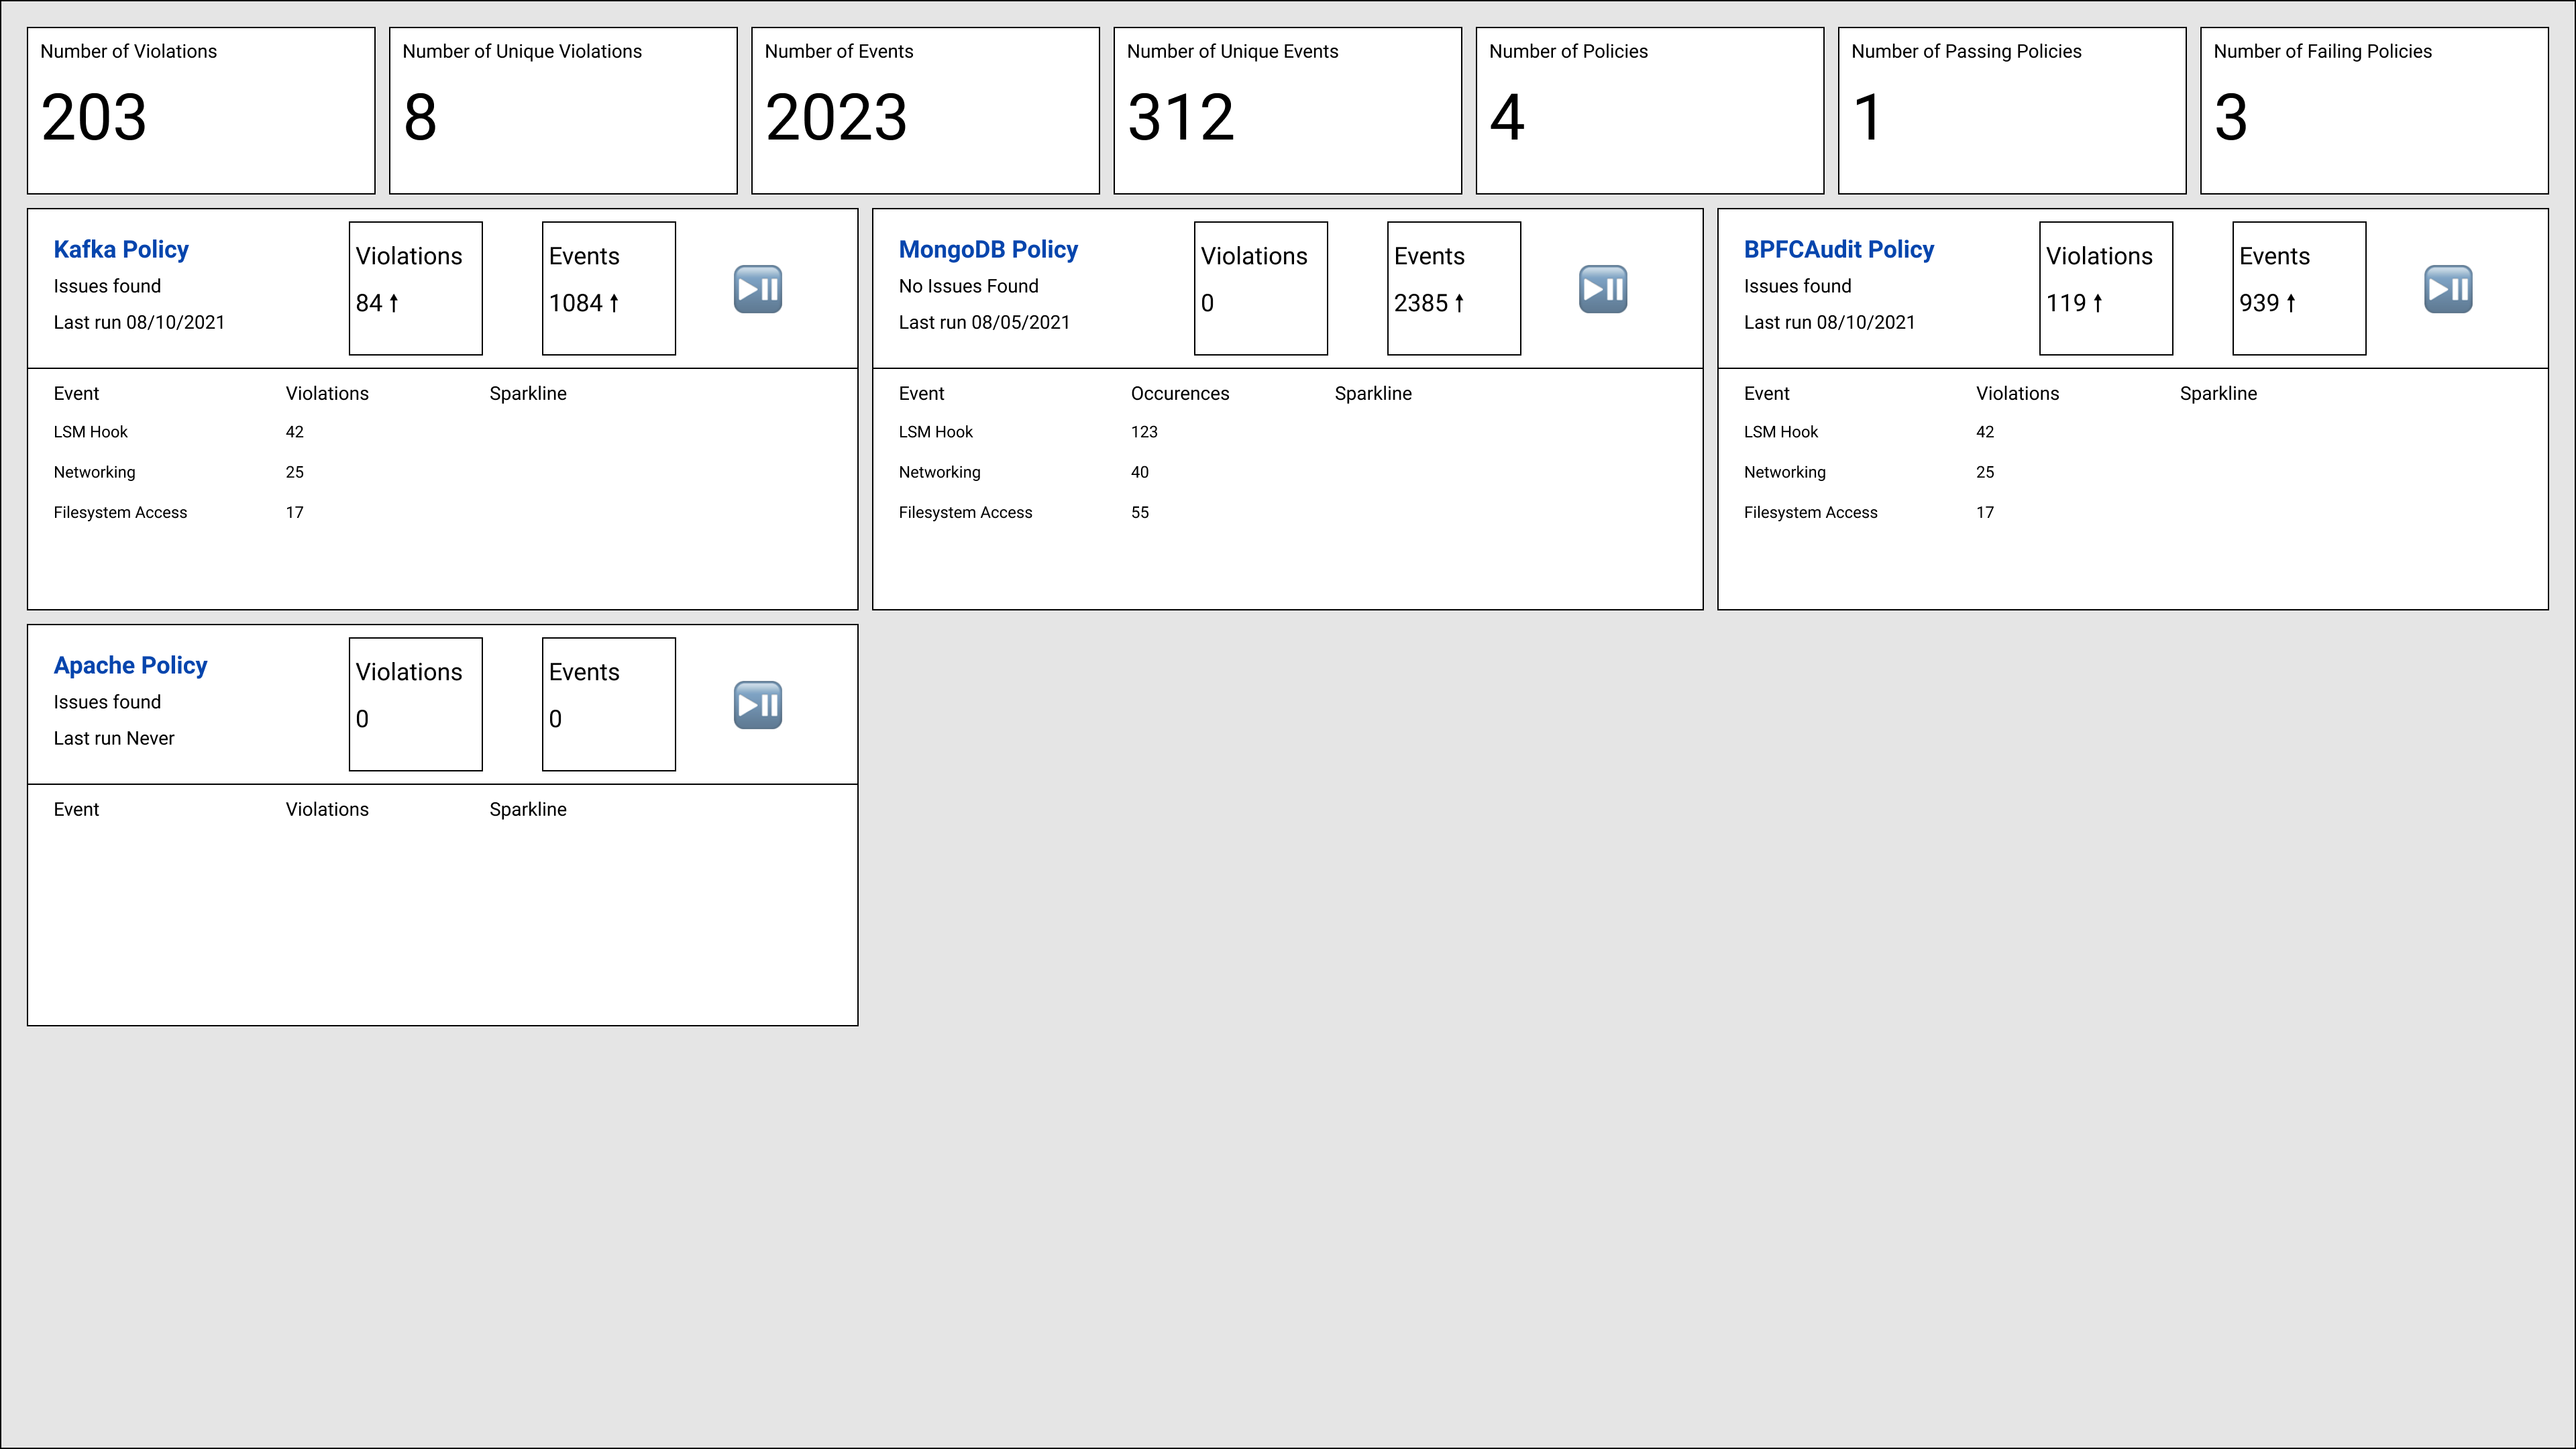 Number of Violations
203
Number of Unique Violations
8
Number of Events
2023
Number of Unique Events
312
Number of Policies
4
Number of Passing Policies
1
Number of Failing Policies
3
Kafka Policy
Issues found
Last run 08/10/2021
Violations
84 ↑
Events
1084 ↑
Event Violations Sparkline
LSM Hook 42
Networking 25
Filesystem Access 17
MongoDB Policy
No Issues Found
Last run 08/05/2021
Violations
0
Events
2385 ↑
Event Occurences Sparkline
LSM Hook 123
Networking 40
Filesystem Access 55
BPFCAudit Policy
Issues found
Last run 08/10/2021
Violations
119 ↑
Events
939 ↑
Event Violations Sparkline
LSM Hook 42
Networking 25
Filesystem Access 17
Apache Policy
Issues found
Last run Never
Violations
0
Events
0
Event Violations Sparkline